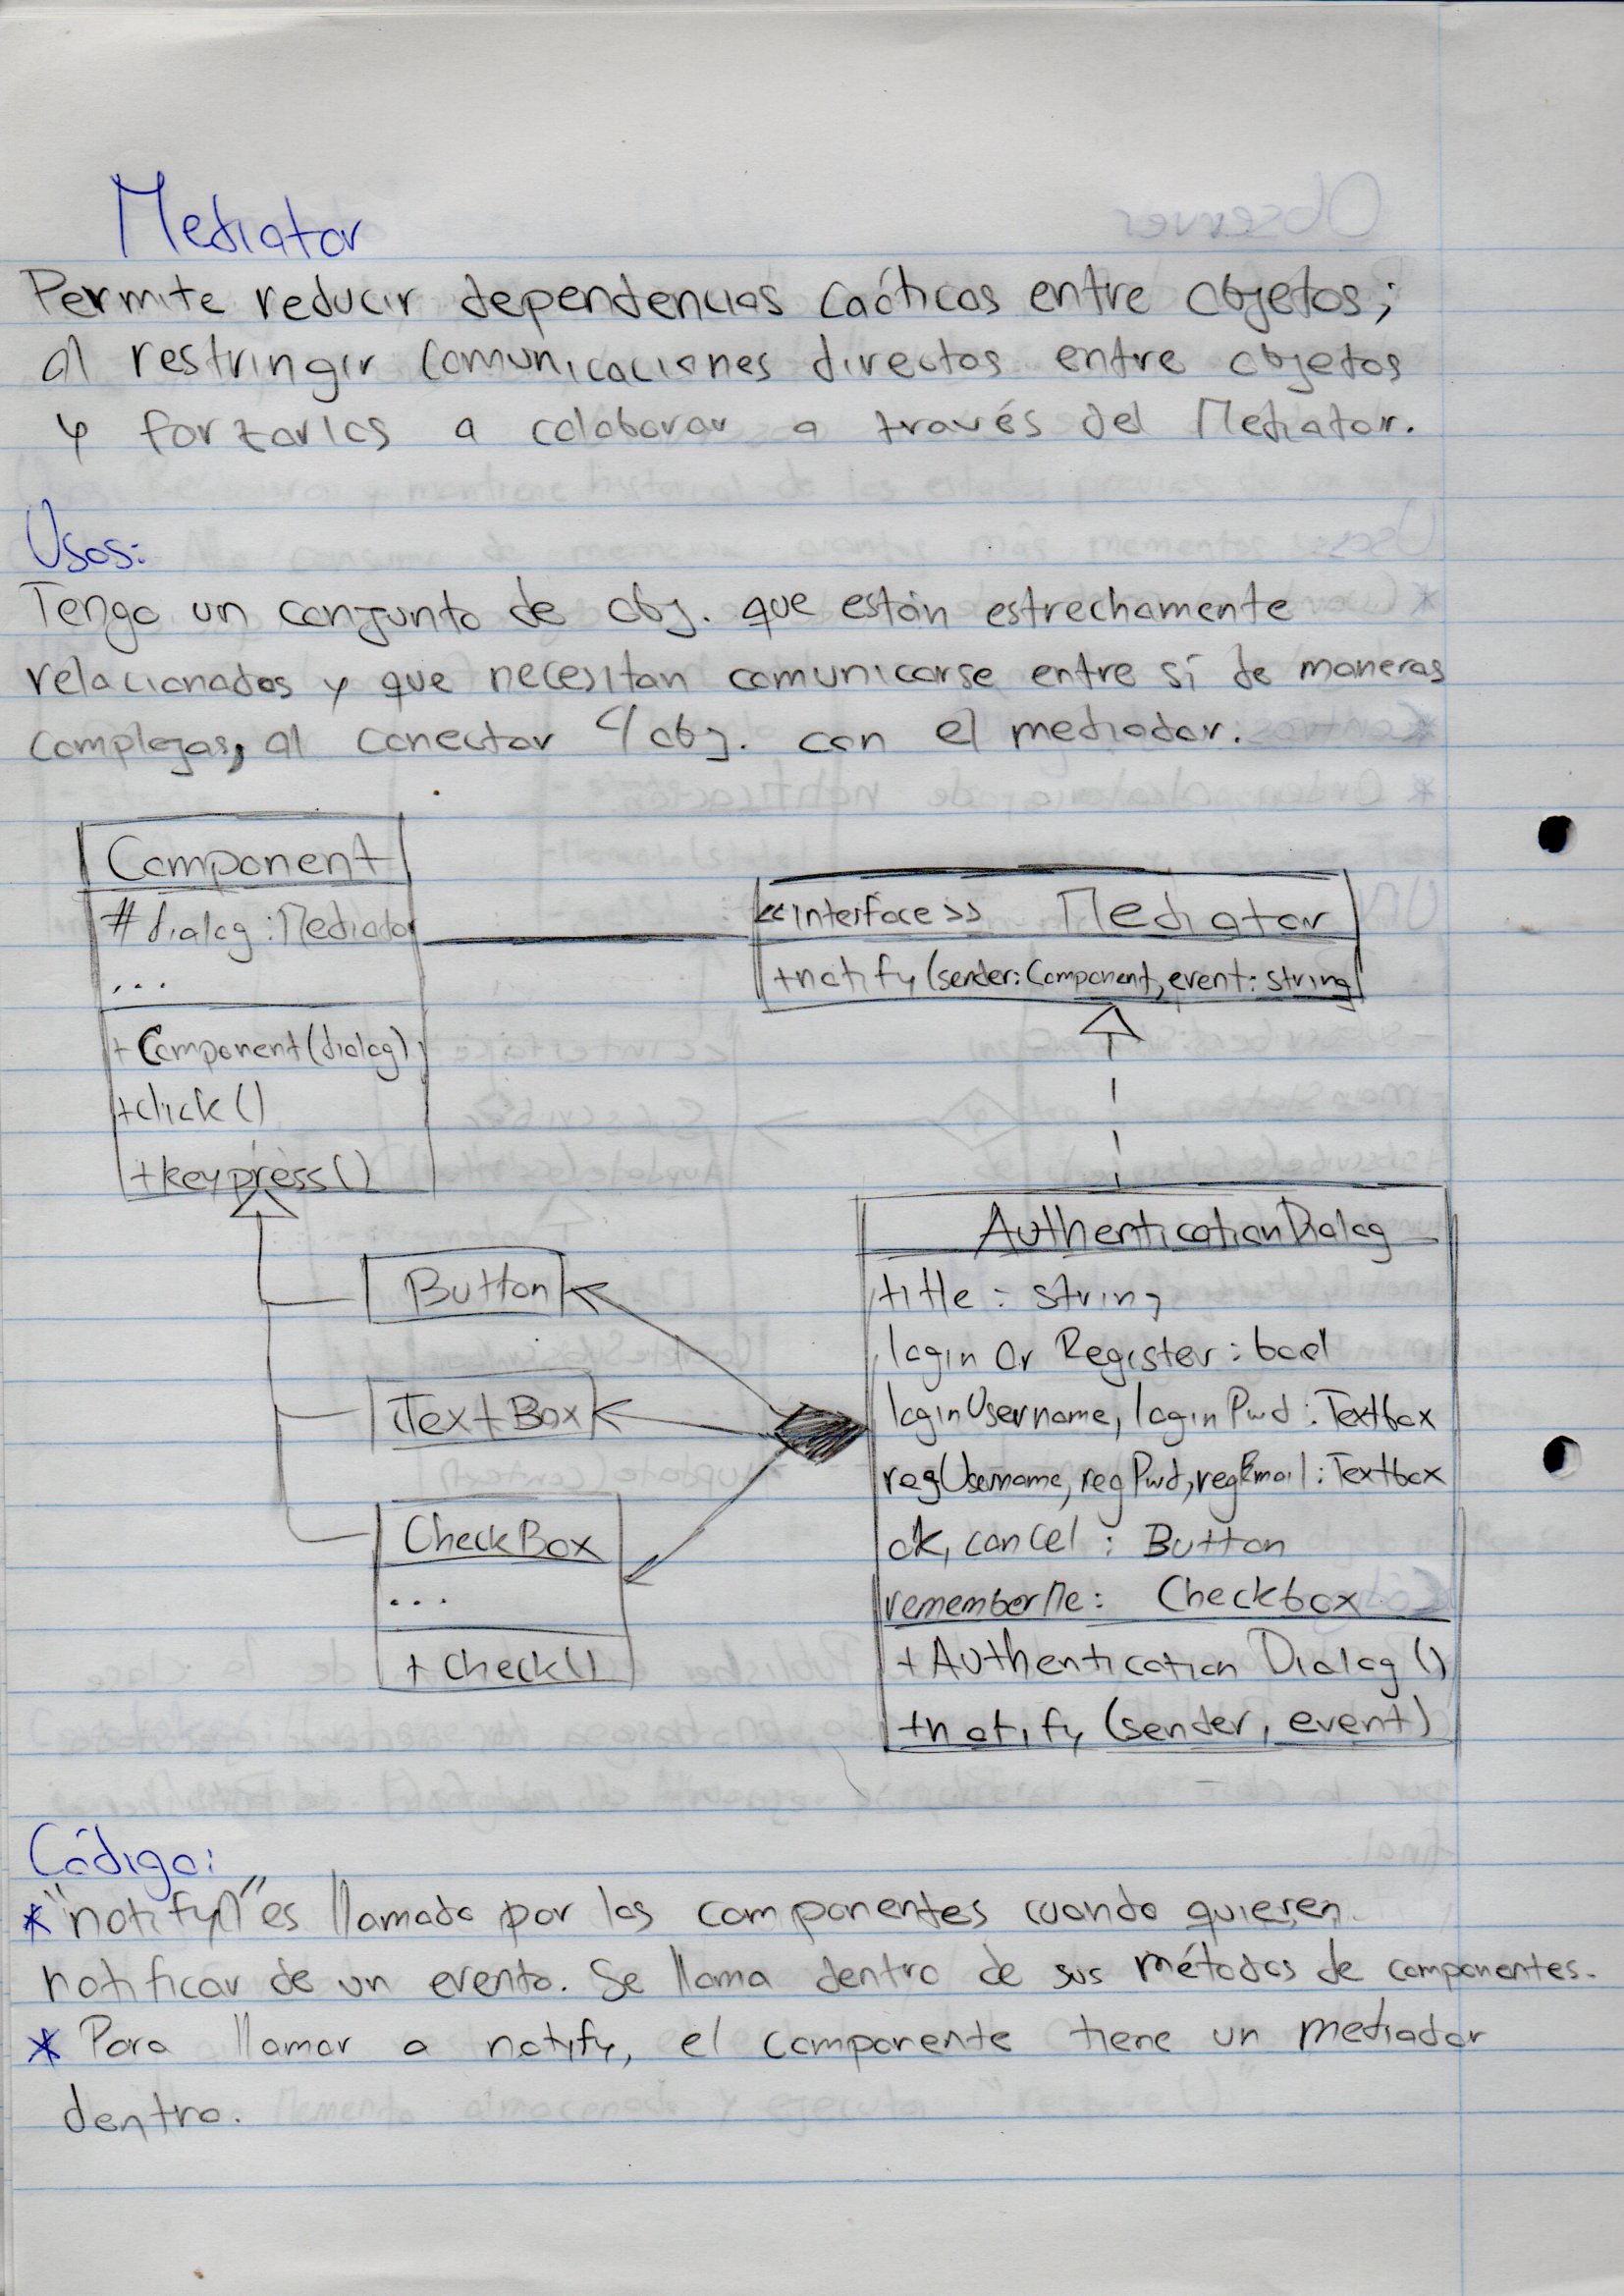 Mediator
Permite reducir dependencias caóticas entre objetos;
al restringir comunicaciones directas entre objetos
y forzarlos a colaborar a través del Mediator.
Usos:
Tengo un conjunto de obj. que están estrechamente
relacionados y que necesitan comunicarse entre sí de maneras
complejas, al conectar c/obj. con el mediador.
Component
#dialog:Mediator
...
+Component(dialog)
+click()
+keypress()
<<interface>> Mediator
+notify(sender:Component,event:string)
Button
TextBox
CheckBox
...
+check()
AuthenticationDialog
title: string
loginOrRegister: bool
loginUsername, loginPwd: Textbox
regUsername, regPwd, regEmail: Textbox
ok, cancel: Button
rememberMe: Checkbox
+AuthenticationDialog()
+notify(sender, event)
Código:
* "notify()" es llamado por los componentes cuando quieren
notificar de un evento. Se llama dentro de sus métodos de componentes.
* Para llamar a notify, el componente tiene un mediador
dentro.